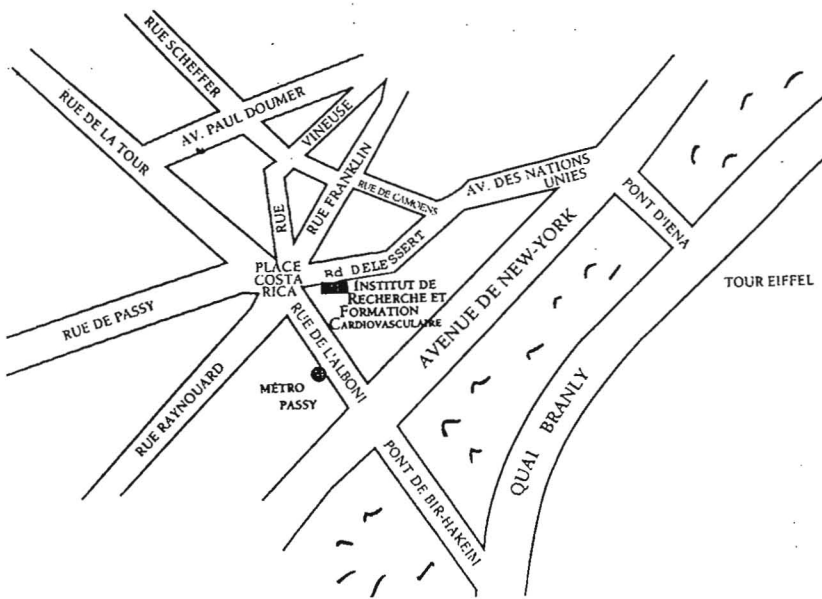 RUE SCHEFFER
RUE DE LA TOUR
AV. PAUL DOUMER
RUE
VINEUSE
RUE FRANKLIN
RUE DE CAMOENS
AV. DES NATIONS
UNIES
PONT D'IENA
PLACE
COSTA
RICA
Bd DELESSERT
INSTITUT DE
RECHERCHE ET
FORMATION
CARDIOVASCULAIRE
AVENUE DE NEW-YORK
TOUR EIFFEL
RUE DE PASSY
RUE DE L'ALBONI
MÉTRO
PASSY
RUE RAYNOUARD
QUAI BRANLY
PONT DE BIR-HAKEIM